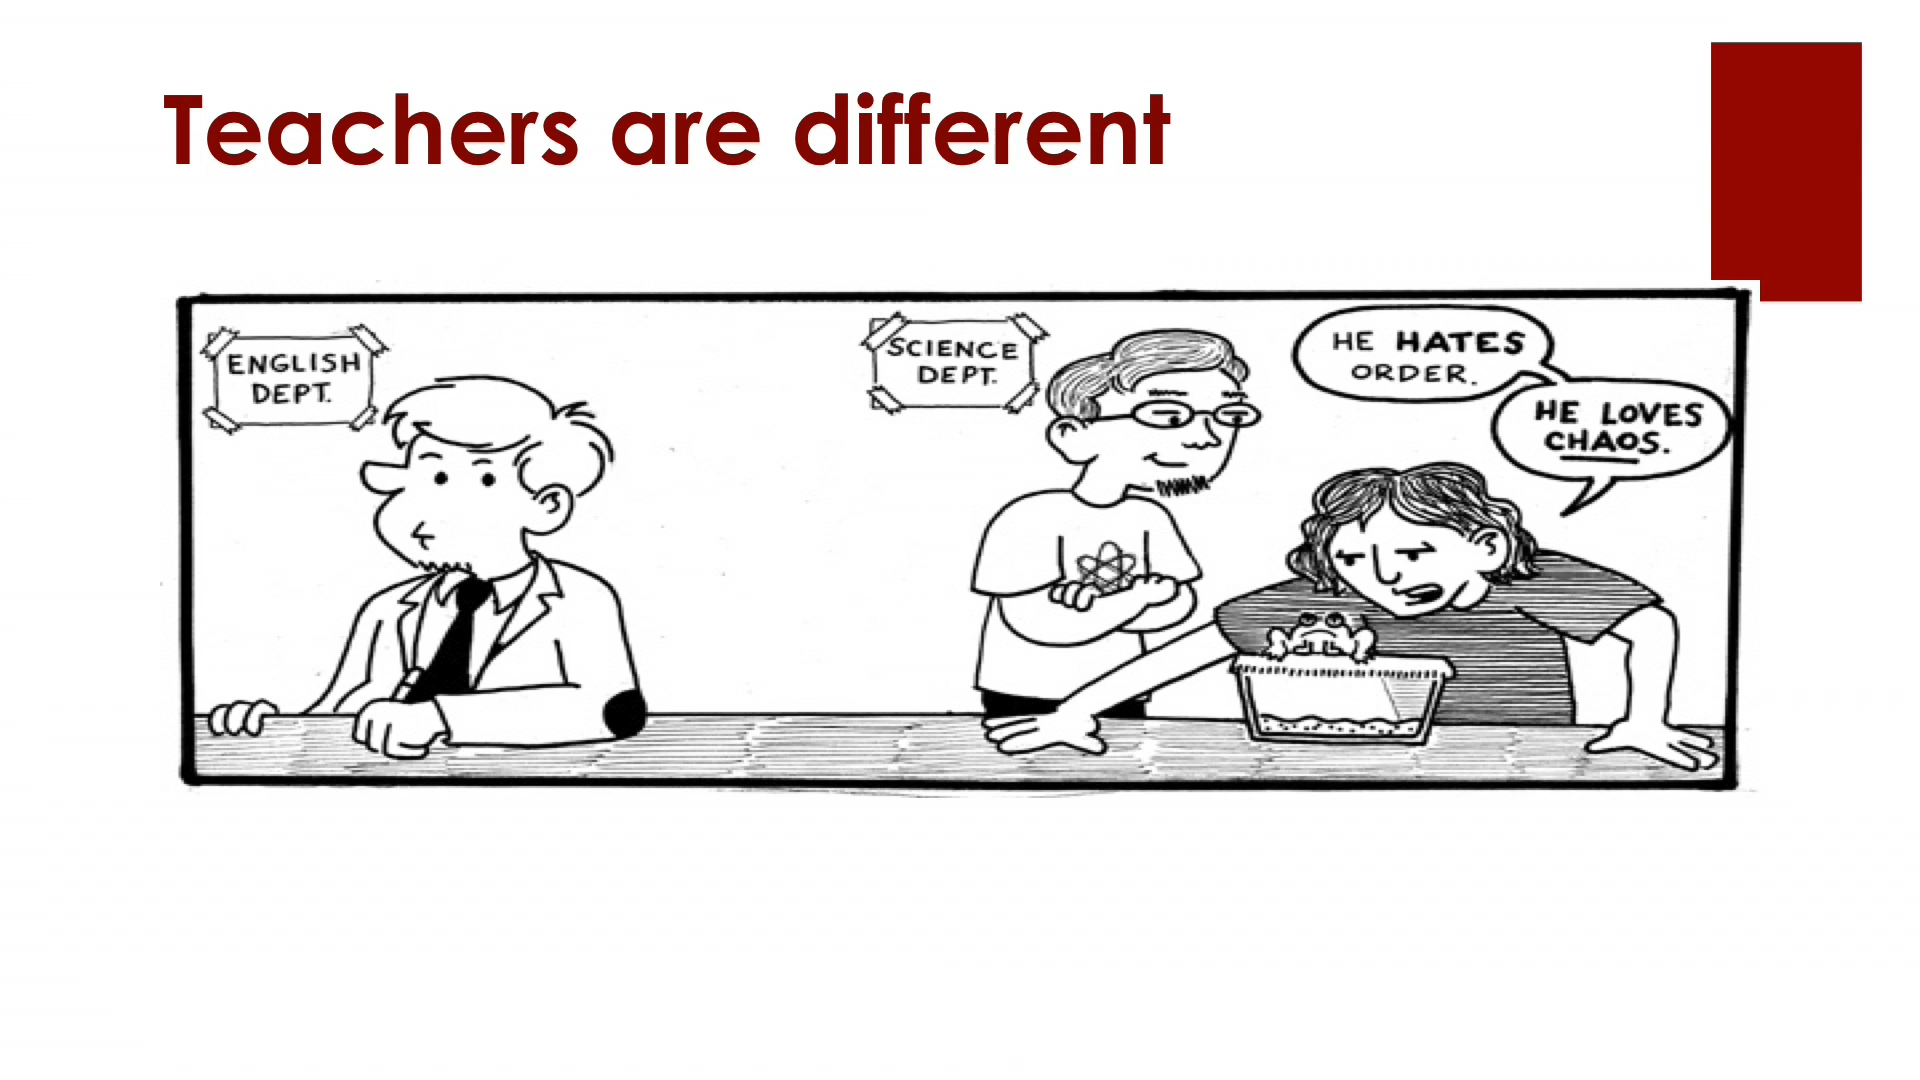 Teachers are different
ENGLISH
DEPT.
SCIENCE
DEPT.
HE HATES
ORDER.
HE LOVES
CHAOS.